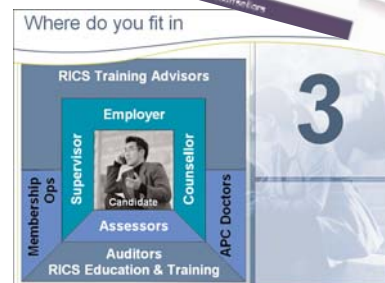 Where do you fit in
RICS Training Advisors
3
Employer
Supervisor
Counsellor
Candidate
Membership
Ops
APC Doctors
Assessors
Auditors
RICS Education & Training